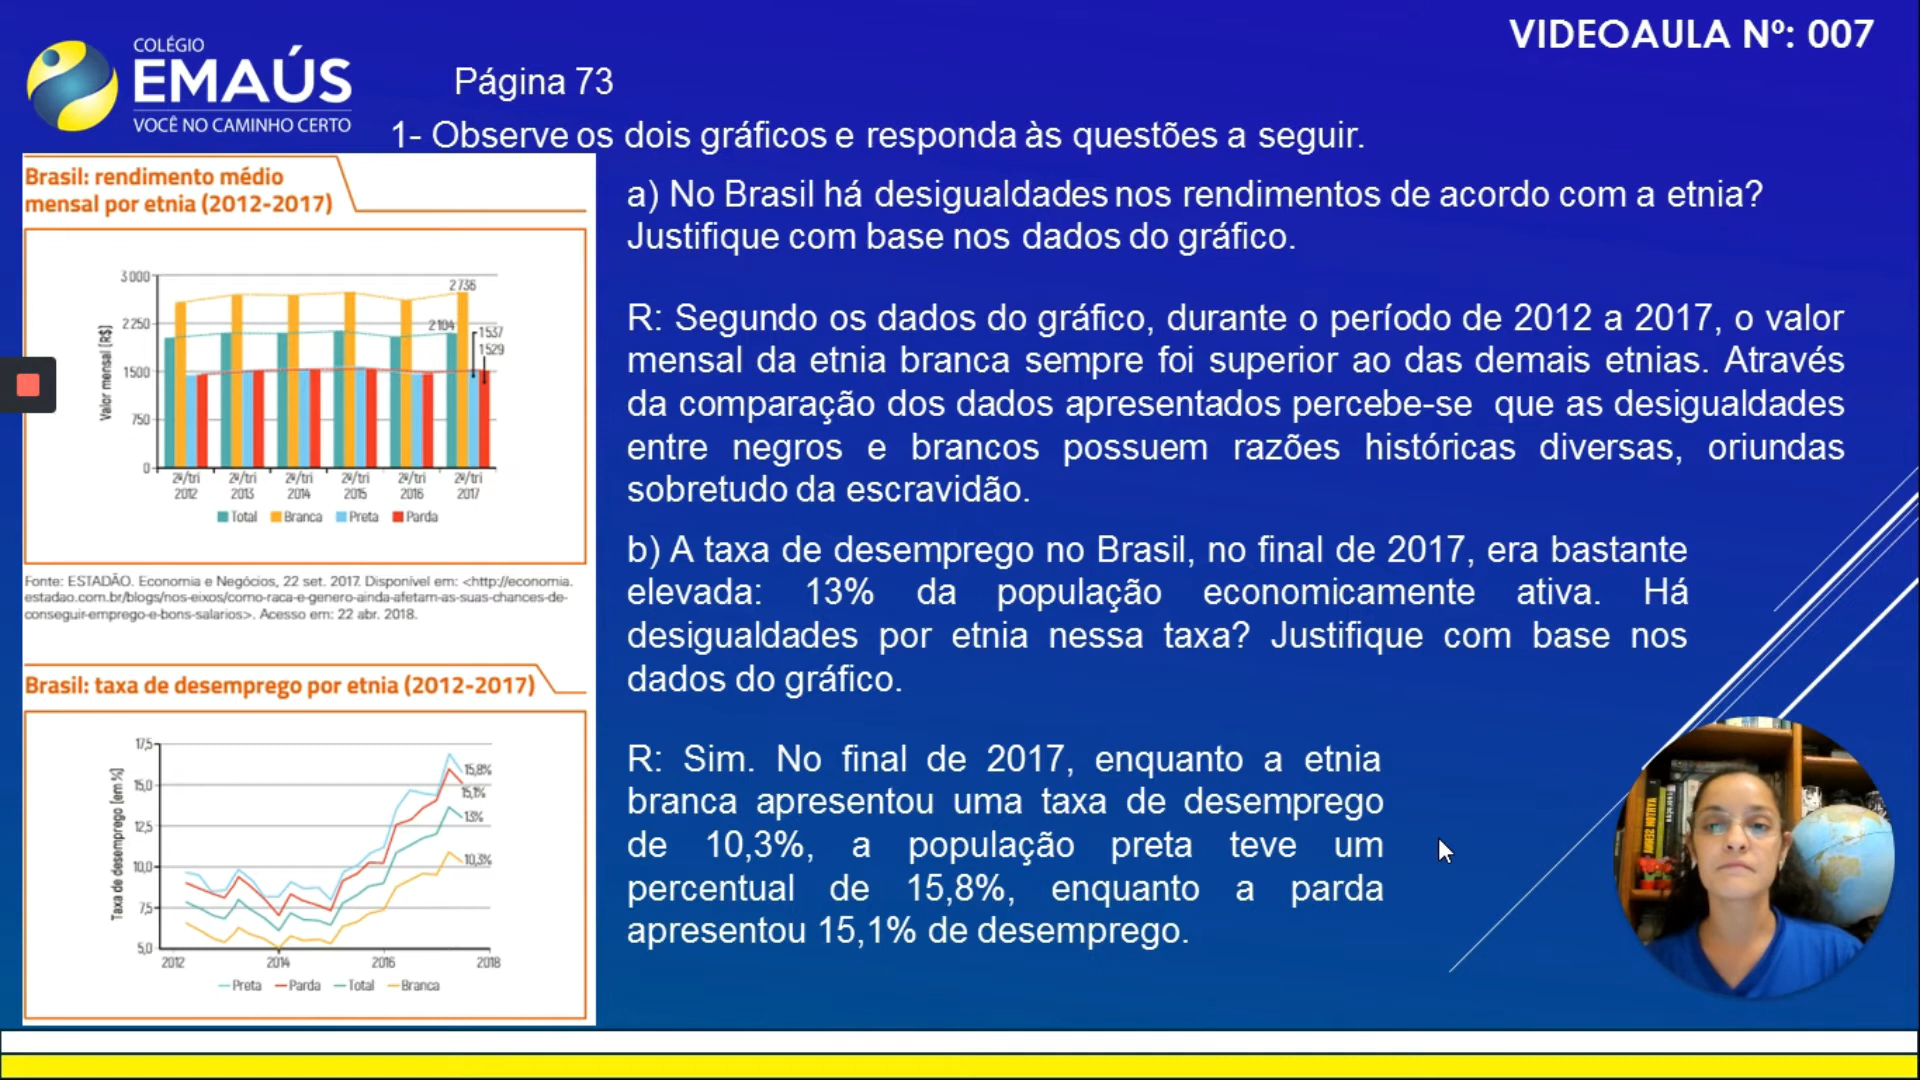 VIDEOAULA Nº: 007
COLÉGIO
EMAÚS
VOCÊ NO CAMINHO CERTO
Página 73
1- Observe os dois gráficos e responda às questões a seguir.
Brasil: rendimento médio
mensal por etnia (2012-2017)
Valor mensal (R$)
3 000
2 250
1500
750
0
2 736
2 104
1 537
1 529
2º/tri 2º/tri 2º/tri 2º/tri 2º/tri 2º/tri
2012 2013 2014 2015 2016 2017
Total Branca Preta Parda
Fonte: ESTADÃO. Economia e Negócios, 22 set. 2017. Disponível em: <http://economia.
estadao.com.br/blogs/nos-eixos/como-raca-e-genero-ainda-afetam-as-suas-chances-de-
conseguir-emprego-e-bons-salarios>. Acesso em: 22 abr. 2018.
Brasil: taxa de desemprego por etnia (2012-2017)
Taxa de desemprego (em %)
17,5
15,0
12,5
10,0
7,5
5,0
15,8%
15,1%
13%
10,3%
2012 2014 2016 2018
Preta Parda Total Branca
a) No Brasil há desigualdades nos rendimentos de acordo com a etnia?
Justifique com base nos dados do gráfico.
R: Segundo os dados do gráfico, durante o período de 2012 a 2017, o valor
mensal da etnia branca sempre foi superior ao das demais etnias. Através
da comparação dos dados apresentados percebe-se que as desigualdades
entre negros e brancos possuem razões históricas diversas, oriundas
sobretudo da escravidão.
b) A taxa de desemprego no Brasil, no final de 2017, era bastante
elevada: 13% da população economicamente ativa. Há
desigualdades por etnia nessa taxa? Justifique com base nos
dados do gráfico.
R: Sim. No final de 2017, enquanto a etnia
branca apresentou uma taxa de desemprego
de 10,3%, a população preta teve um
percentual de 15,8%, enquanto a parda
apresentou 15,1% de desemprego.